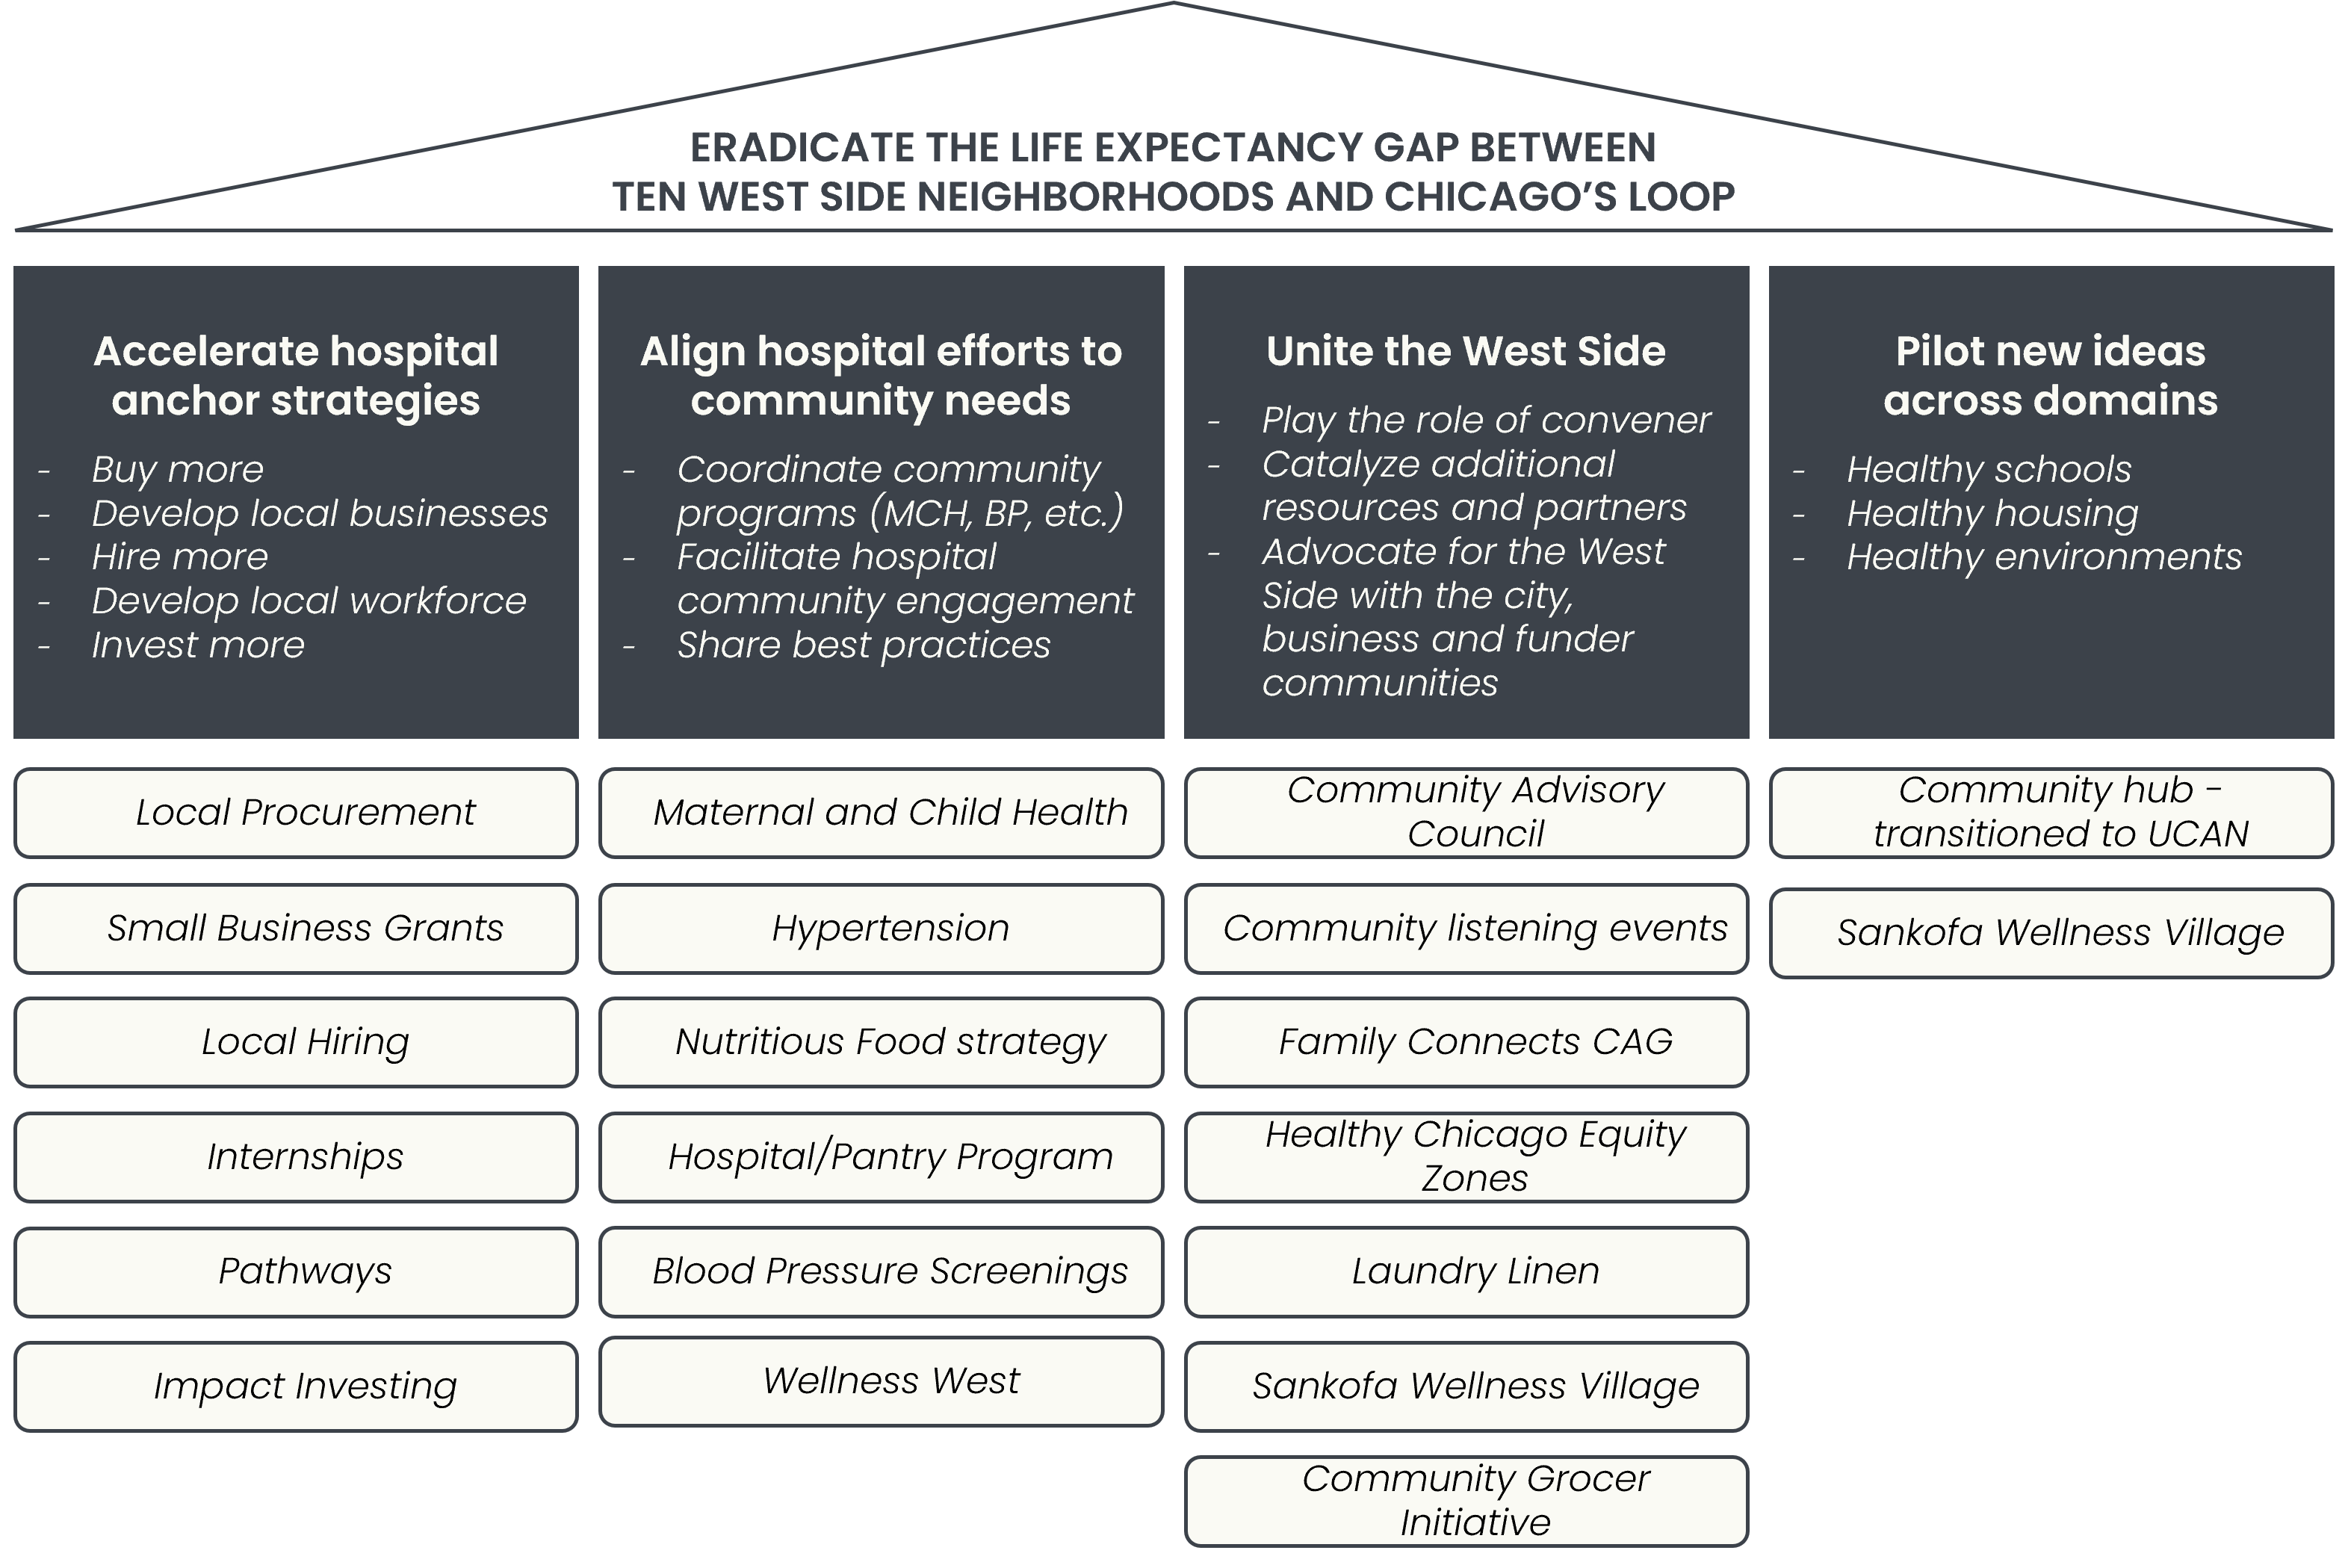 ERADICATE THE LIFE EXPECTANCY GAP BETWEEN
TEN WEST SIDE NEIGHBORHOODS AND CHICAGO’S LOOP
Accelerate hospital
anchor strategies
- Buy more
- Develop local businesses
- Hire more
- Develop local workforce
- Invest more
Local Procurement
Small Business Grants
Local Hiring
Internships
Pathways
Impact Investing
Align hospital efforts to
community needs
- Coordinate community
programs (MCH, BP, etc.)
- Facilitate hospital
community engagement
- Share best practices
Maternal and Child Health
Hypertension
Nutritious Food strategy
Hospital/Pantry Program
Blood Pressure Screenings
Wellness West
Unite the West Side
- Play the role of convener
- Catalyze additional
resources and partners
- Advocate for the West
Side with the city,
business and funder
communities
Community Advisory
Council
Community listening events
Family Connects CAG
Healthy Chicago Equity
Zones
Laundry Linen
Sankofa Wellness Village
Community Grocer
Initiative
Pilot new ideas
across domains
- Healthy schools
- Healthy housing
- Healthy environments
Community hub -
transitioned to UCAN
Sankofa Wellness Village